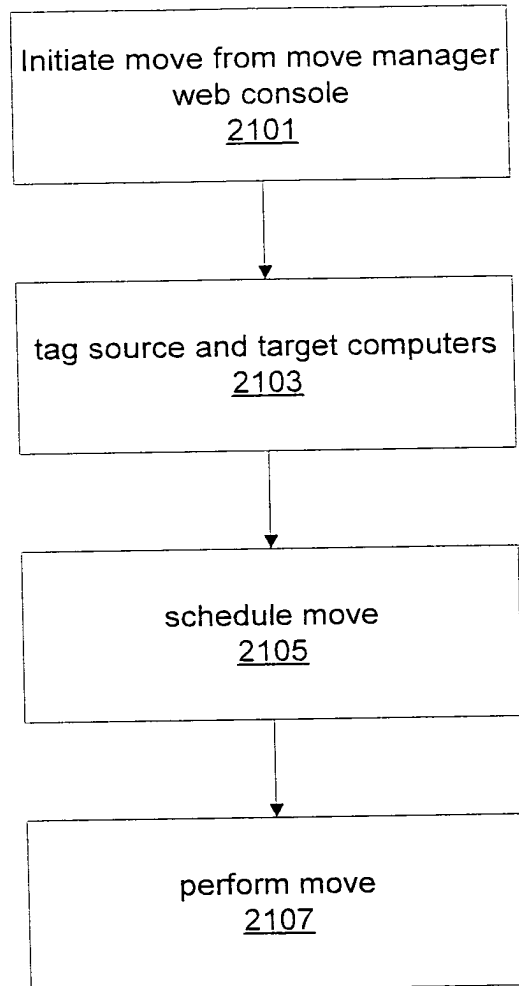 Initiate move from move manager
web console
2101
tag source and target computers
2103
schedule move
2105
perform move
2107